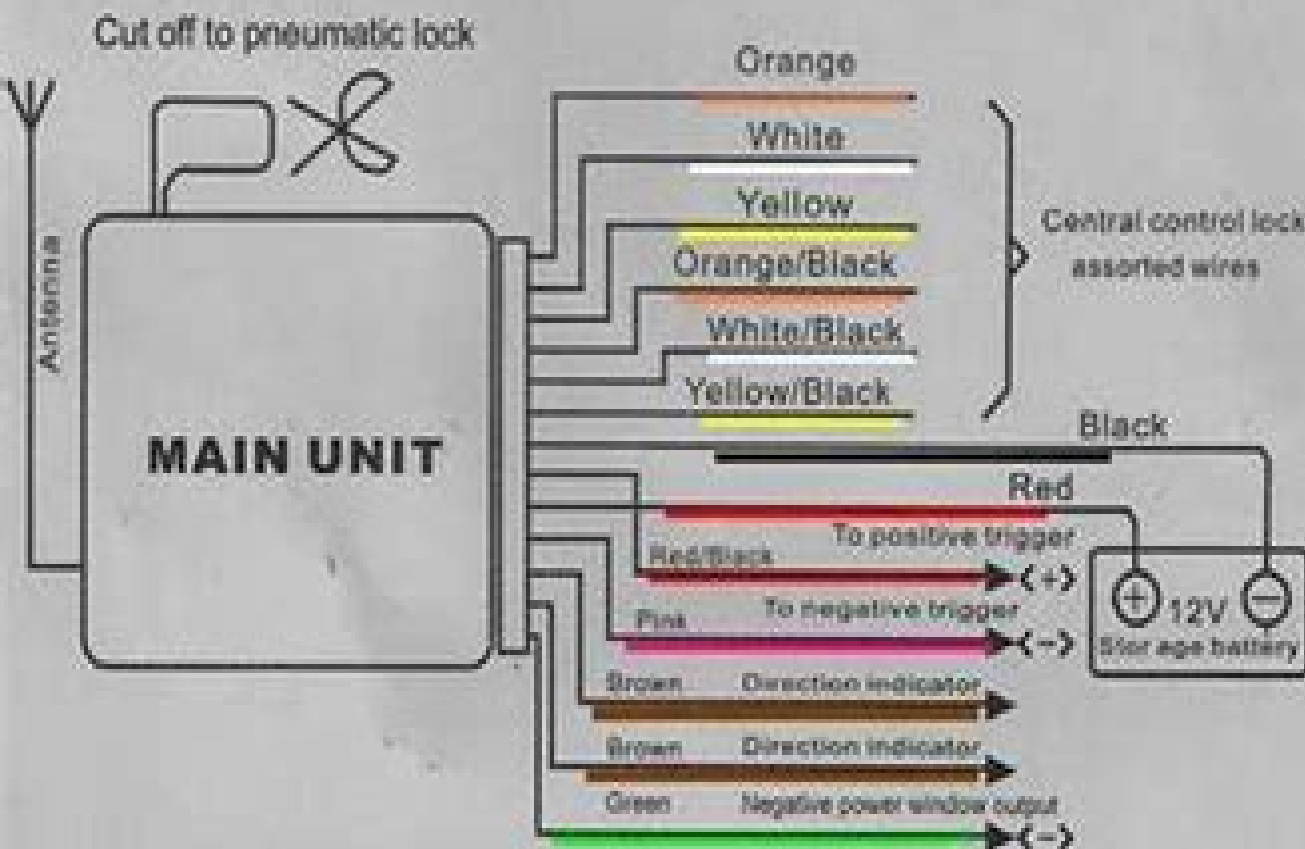 Cut off to pneumatic lock
Antenna
MAIN UNIT
Orange
White
Yellow
Orange/Black
White/Black
Yellow/Black
Central control lock
assorted wires
Black
Red
To positive trigger
Red/Black
(+)
To negative trigger
Pink
(-)
+ 12V −
Stor age battery
Brown Direction indicator
Brown Direction indicator
Green Negative power window output
(-)